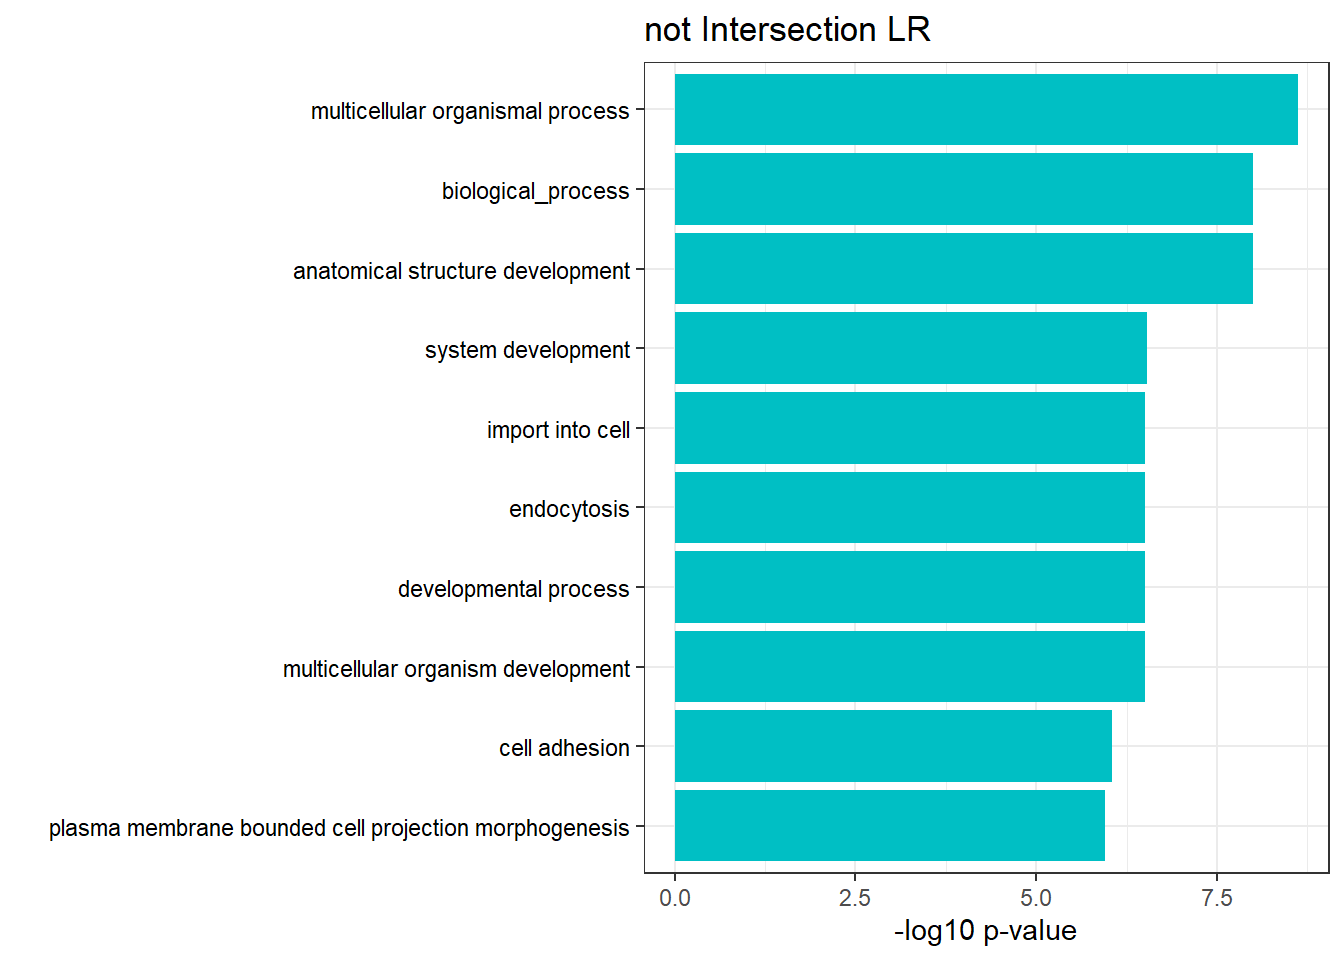 not Intersection LR
multicellular organismal process
biological_process
anatomical structure development
system development
import into cell
endocytosis
developmental process
multicellular organism development
cell adhesion
plasma membrane bounded cell projection morphogenesis
0.0 2.5 5.0 7.5
-log10 p-value